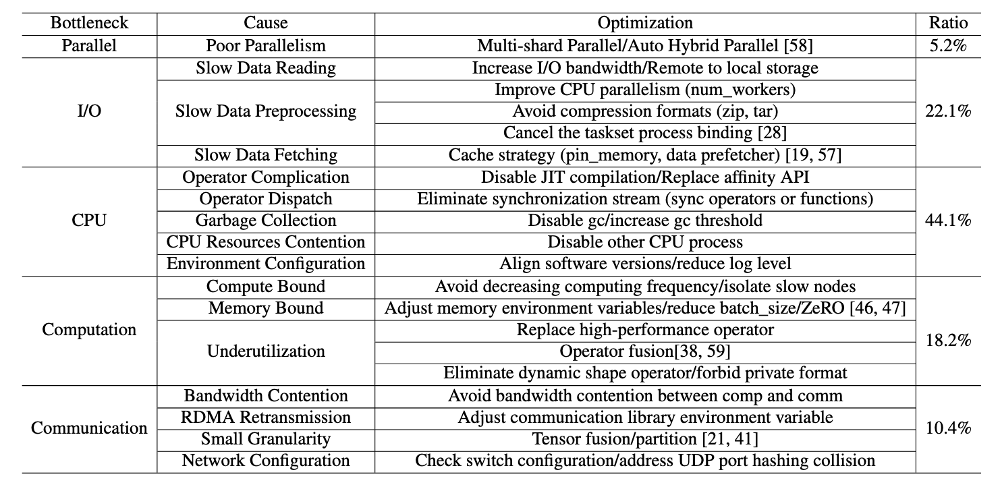 Bottleneck Cause Optimization Ratio
Parallel Poor Parallelism Multi-shard Parallel/Auto Hybrid Parallel [58] 5.2%
Slow Data Reading Increase I/O bandwidth/Remote to local storage
Improve CPU parallelism (num_workers)
I/O Slow Data Preprocessing Avoid compression formats (zip, tar) 22.1%
Cancel the taskset process binding [28]
Slow Data Fetching Cache strategy (pin_memory, data prefetcher) [19, 57]
Operator Complication Disable JIT compilation/Replace affinity API
Operator Dispatch Eliminate synchronization stream (sync operators or functions)
CPU Garbage Collection Disable gc/increase gc threshold 44.1%
CPU Resources Contention Disable other CPU process
Environment Configuration Align software versions/reduce log level
Compute Bound Avoid decreasing computing frequency/isolate slow nodes
Memory Bound Adjust memory environment variables/reduce batch_size/ZeRO [46, 47]
Computation Replace high-performance operator 18.2%
Underutilization Operator fusion[38, 59]
Eliminate dynamic shape operator/forbid private format
Bandwidth Contention Avoid bandwidth contention between comp and comm
RDMA Retransmission Adjust communication library environment variable
Communication 10.4%
Small Granularity Tensor fusion/partition [21, 41]
Network Configuration Check switch configuration/address UDP port hashing collision